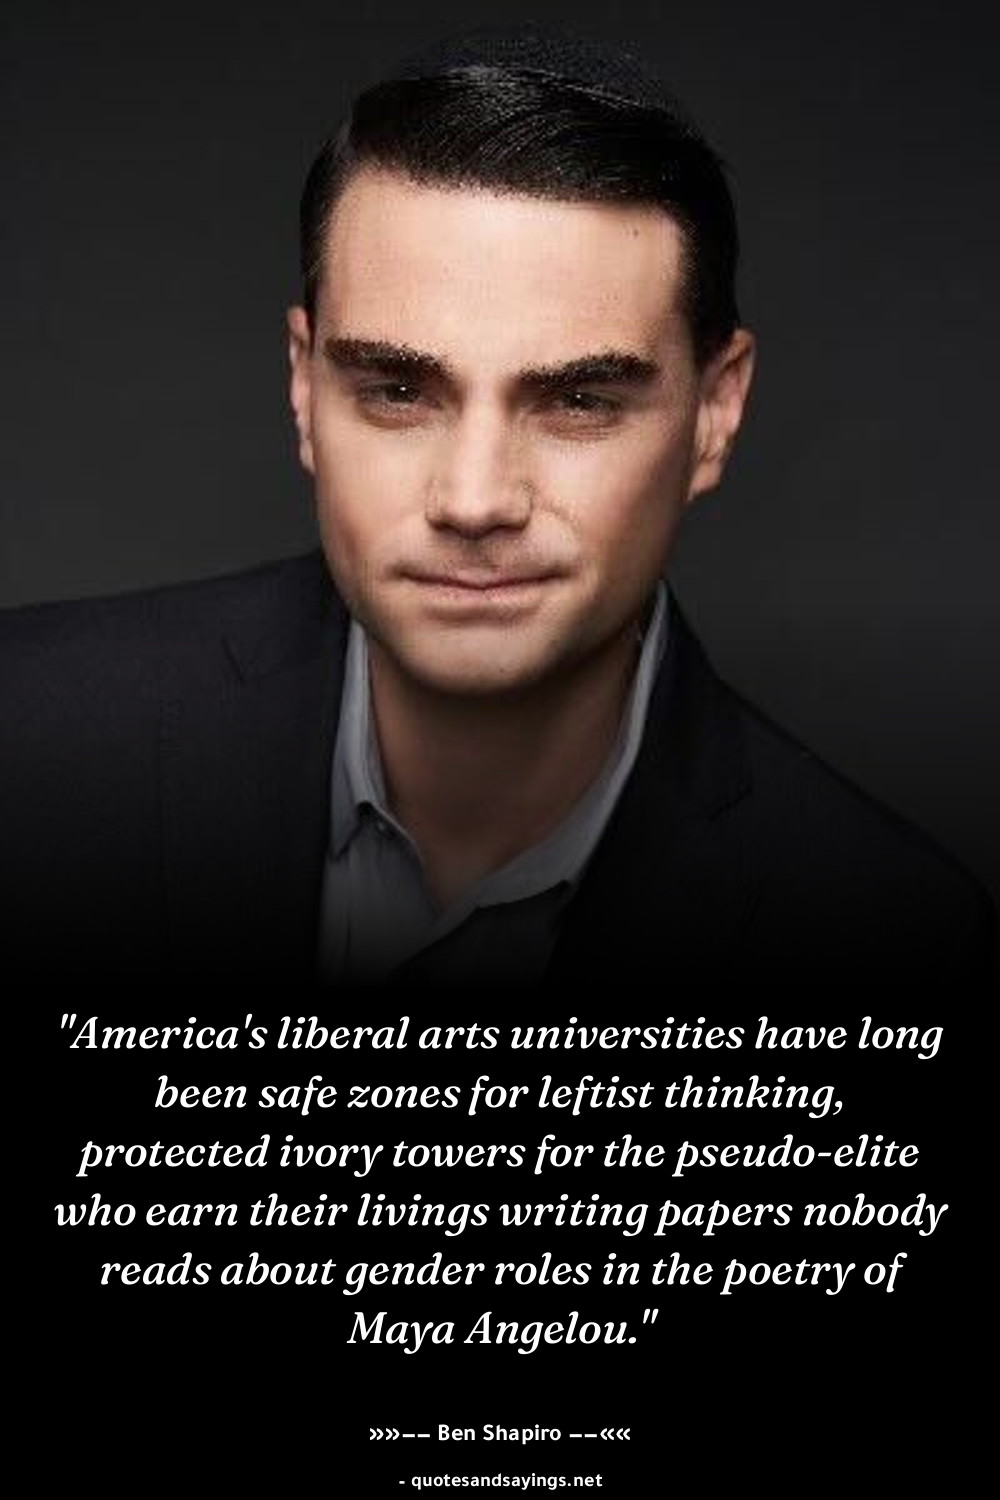 "America's liberal arts universities have long
been safe zones for leftist thinking,
protected ivory towers for the pseudo-elite
who earn their livings writing papers nobody
reads about gender roles in the poetry of
Maya Angelou."
»»–– Ben Shapiro ––««
- quotesandsayings.net